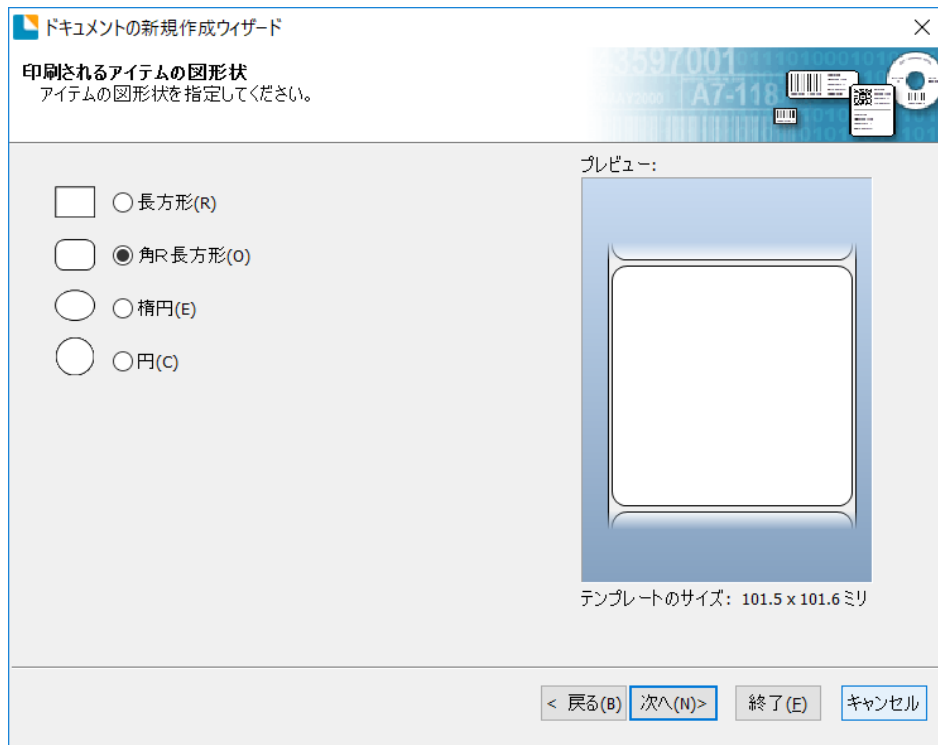 ドキュメントの新規作成ウィザード
印刷されるアイテムの図形状
アイテムの図形状を指定してください。
3597001
A7-118
プレビュー:
長方形(R)
角R長方形(O)
楕円(E)
円(C)
テンプレートのサイズ: 101.5 x 101.6 ミリ
< 戻る(B) 次へ(N)> 終了(F) キャンセル